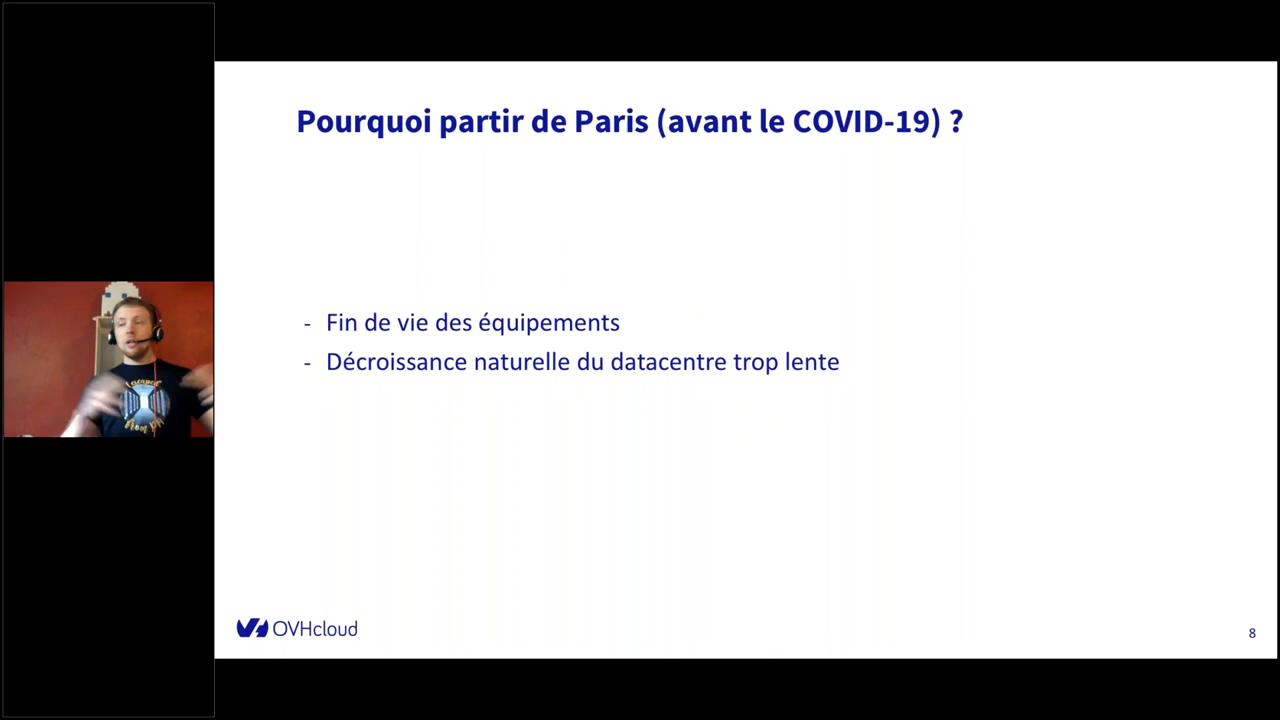 Pourquoi partir de Paris (avant le COVID-19) ?
- Fin de vie des équipements
- Décroissance naturelle du datacentre trop lente
OVHcloud
8